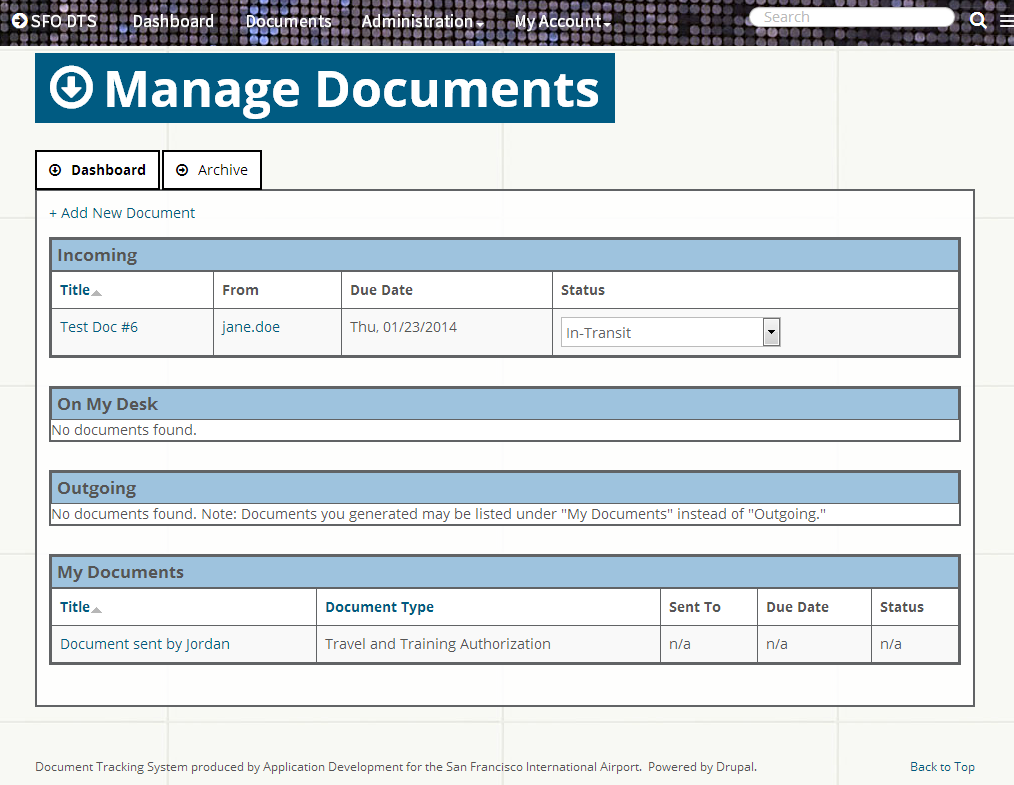 SFO DTS Dashboard Documents Administration My Account Search
Manage Documents
Dashboard Archive
+ Add New Document
Incoming
Title From Due Date Status
Test Doc #6 jane.doe Thu, 01/23/2014 In-Transit
On My Desk
No documents found.
Outgoing
No documents found. Note: Documents you generated may be listed under "My Documents" instead of "Outgoing."
My Documents
Title Document Type Sent To Due Date Status
Document sent by Jordan Travel and Training Authorization n/a n/a n/a
Document Tracking System produced by Application Development for the San Francisco International Airport. Powered by Drupal. Back to Top